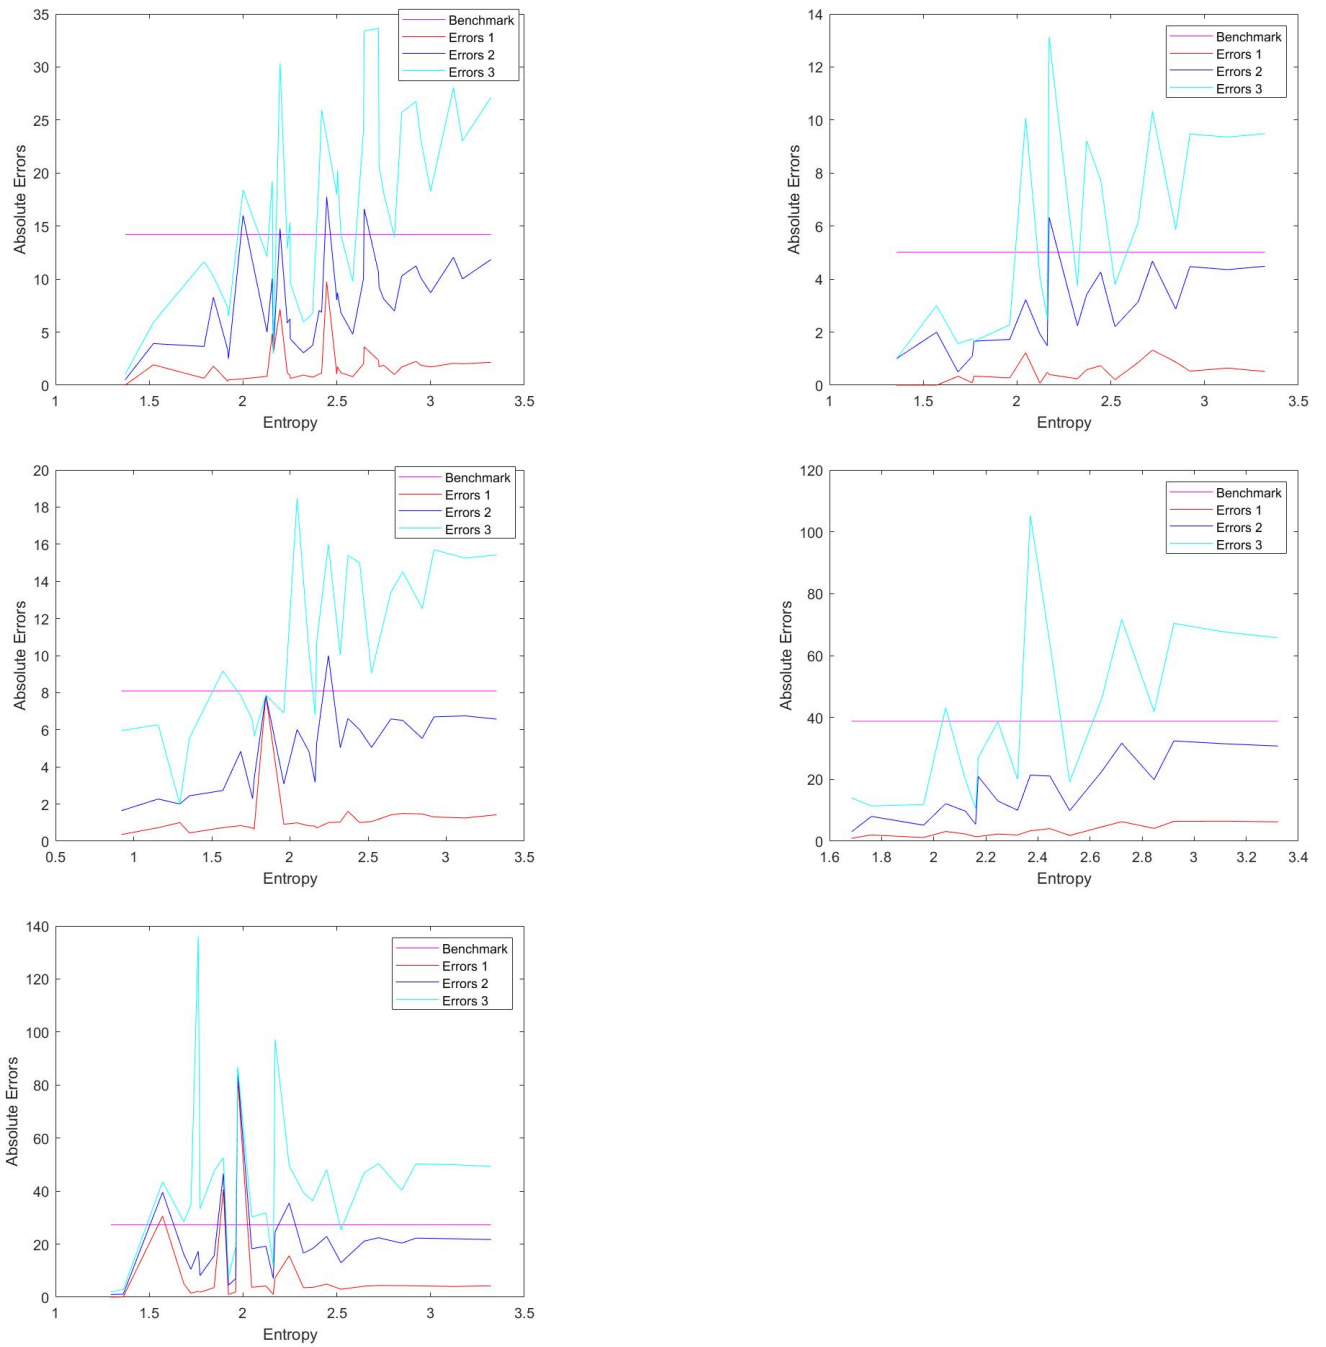 35
30
25
20
15
10
5
0
1
1.5
2
2.5
3
3.5
Absolute Errors
Entropy
Benchmark
Errors 1
Errors 2
Errors 3
14
12
10
8
6
4
2
0
1
1.5
2
2.5
3
3.5
Absolute Errors
Entropy
Benchmark
Errors 1
Errors 2
Errors 3
20
18
16
14
12
10
8
6
4
2
0
0.5
1
1.5
2
2.5
3
3.5
Absolute Errors
Entropy
Benchmark
Errors 1
Errors 2
Errors 3
120
100
80
60
40
20
0
1.6
1.8
2
2.2
2.4
2.6
2.8
3
3.2
3.4
Absolute Errors
Entropy
Benchmark
Errors 1
Errors 2
Errors 3
140
120
100
80
60
40
20
0
1
1.5
2
2.5
3
3.5
Absolute Errors
Entropy
Benchmark
Errors 1
Errors 2
Errors 3